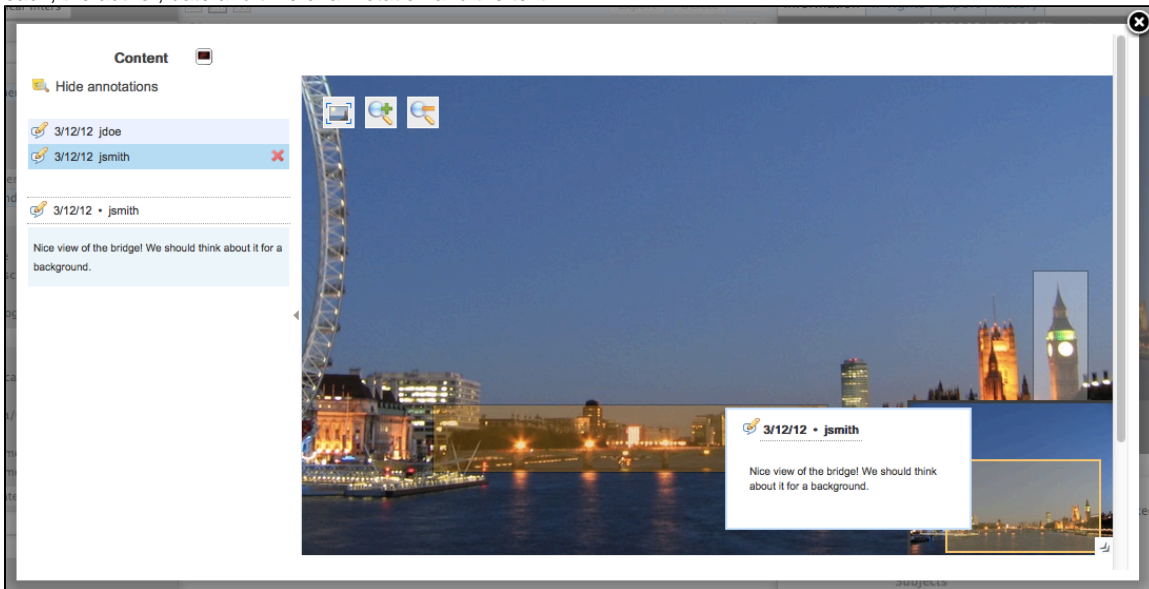 Content
Hide annotations
3/12/12 jdoe
3/12/12 jsmith
3/12/12 • jsmith
Nice view of the bridge! We should think about it for a
background.
3/12/12 • jsmith
Nice view of the bridge! We should think
about it for a background.
Subjects